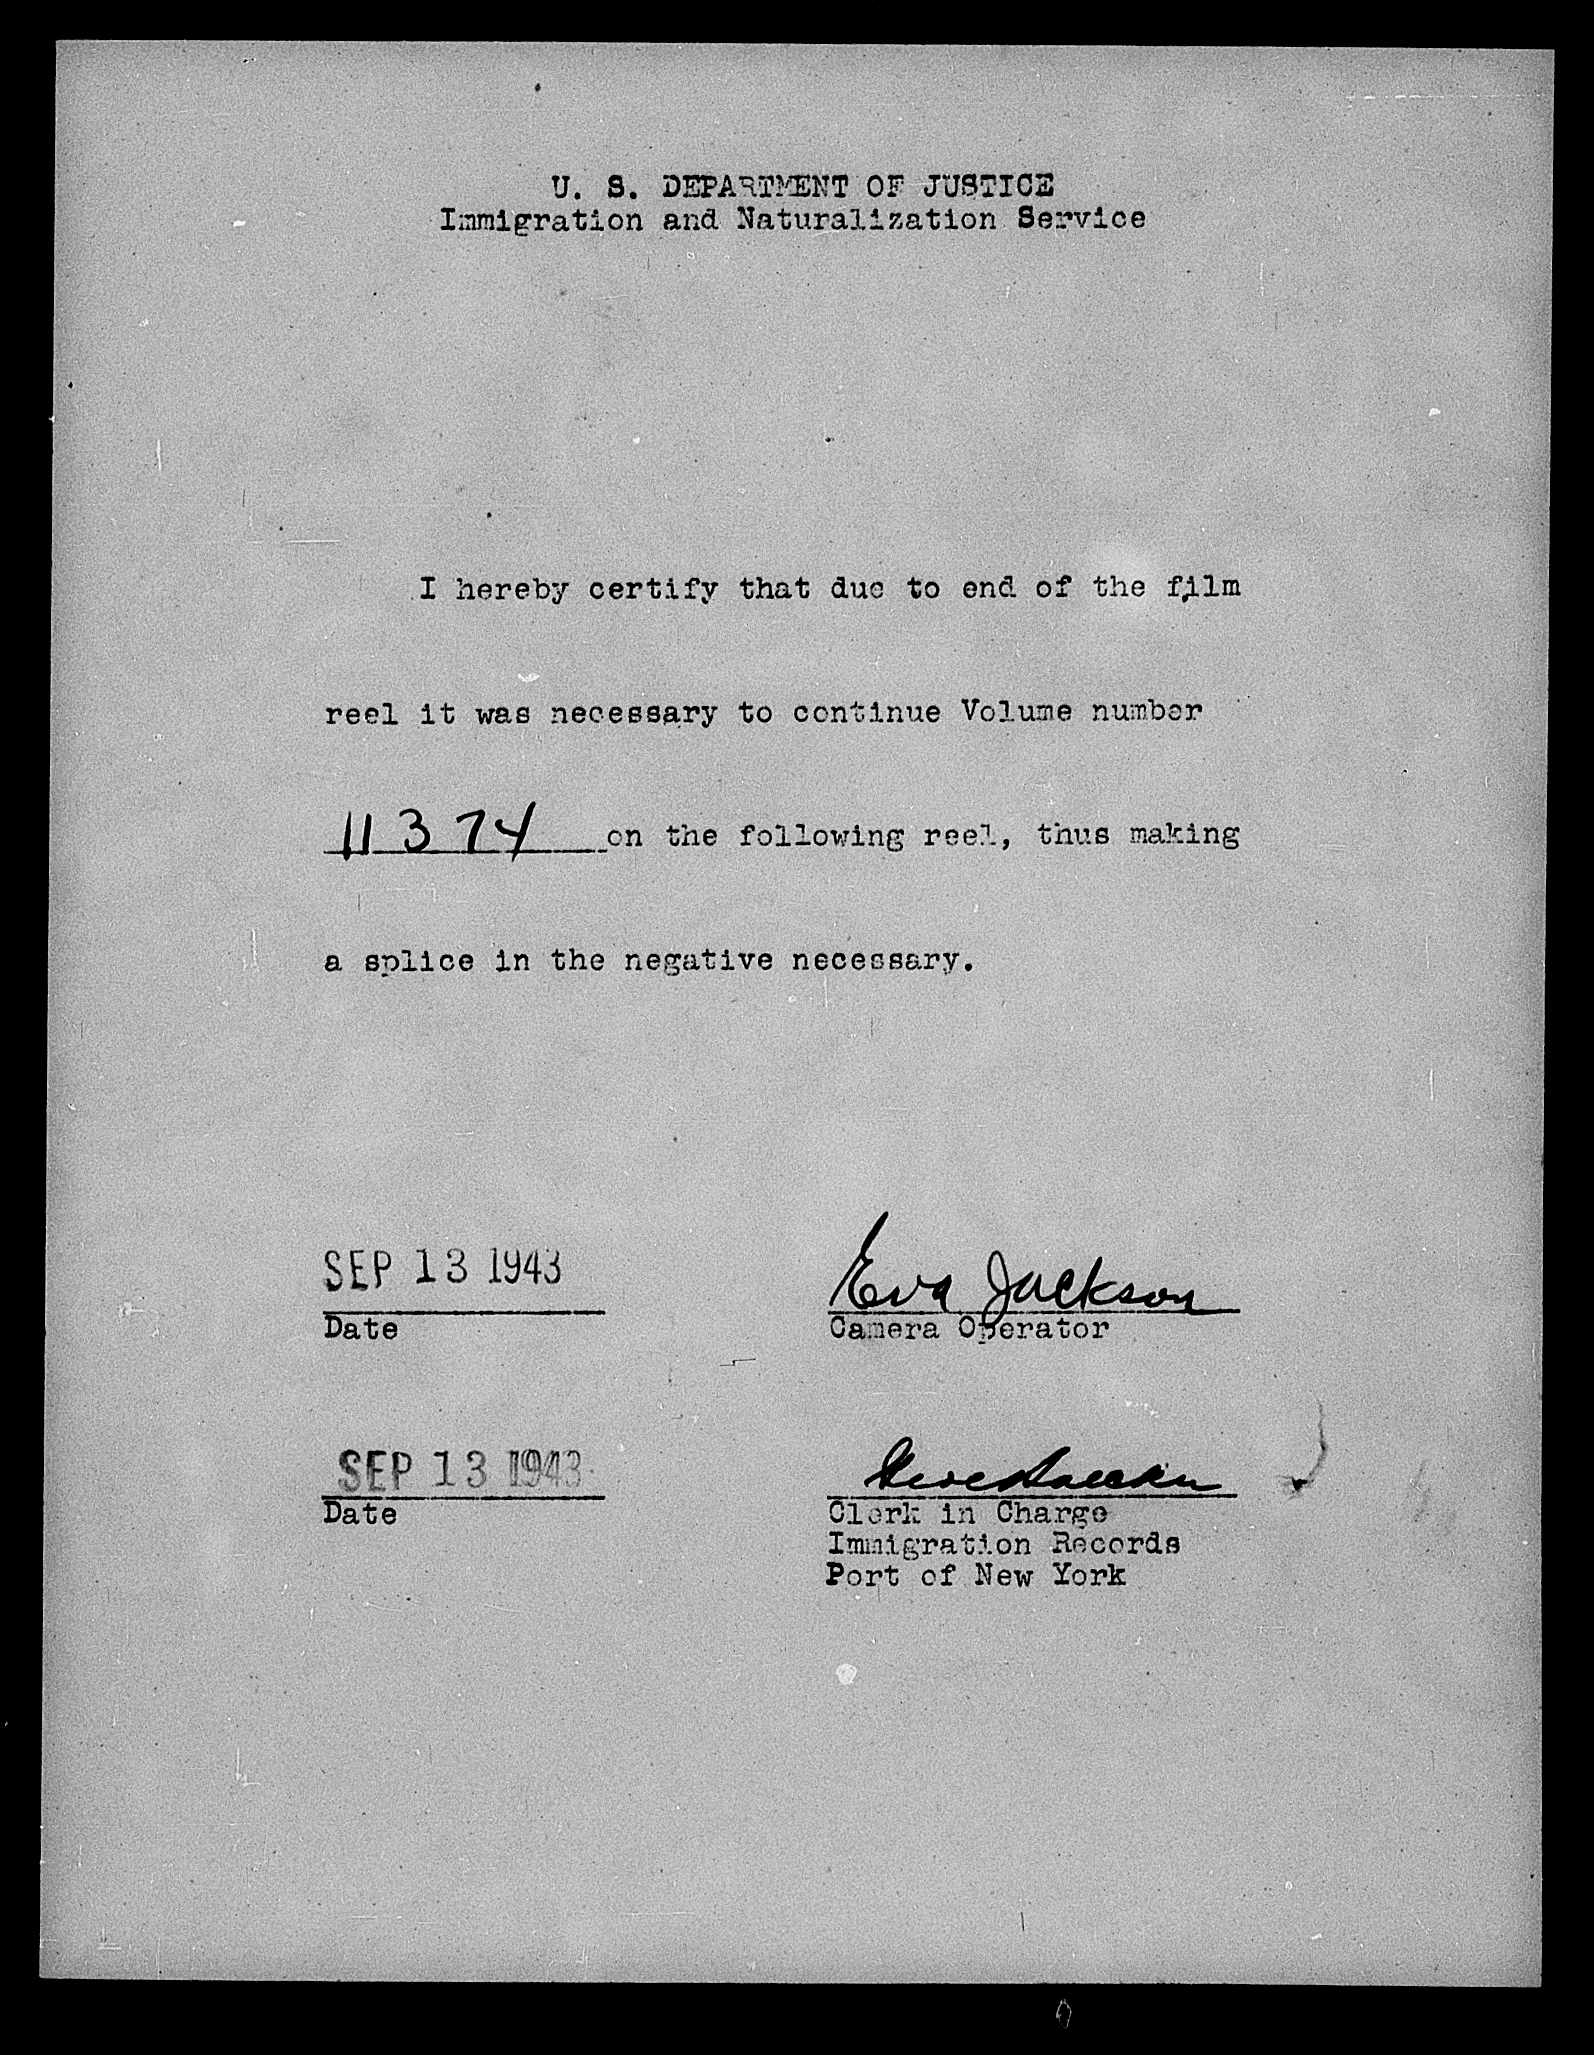 U. S. DEPARTMENT OF JUSTICE
Immigration and Naturalization Service
I hereby certify that due to end of the film
reel it was necessary to continue Volume number
11374 on the following reel, thus making
a splice in the negative necessary.
SEP 13 1943
Eva Jackson
Date
Camera Operator
SEP 13 1943
Date
Clerk in Charge
Immigration Records
Port of New York